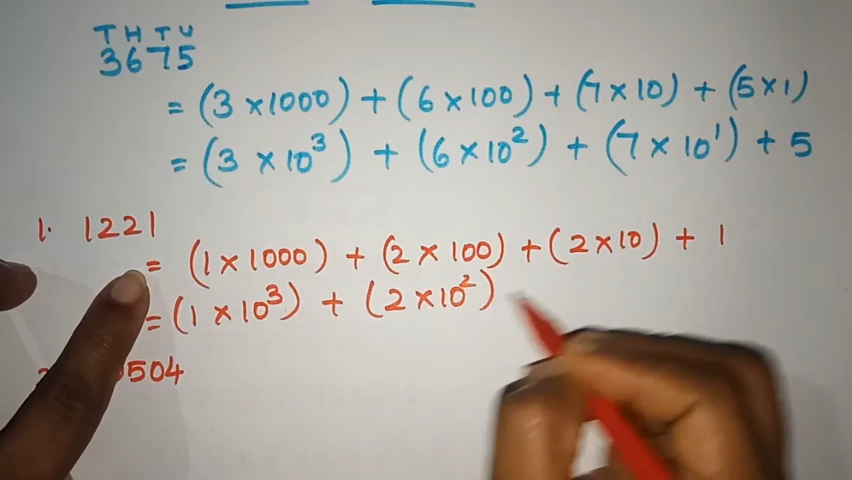 T H T U
3675
= (3 × 1000) + (6 × 100) + (7 × 10) + (5 × 1)
= (3 × 10³) + (6 × 10²) + (7 × 10¹) + 5
1. 1221
= (1 × 1000) + (2 × 100) + (2 × 10) + 1
= (1 × 10³) + (2 × 10²)
504